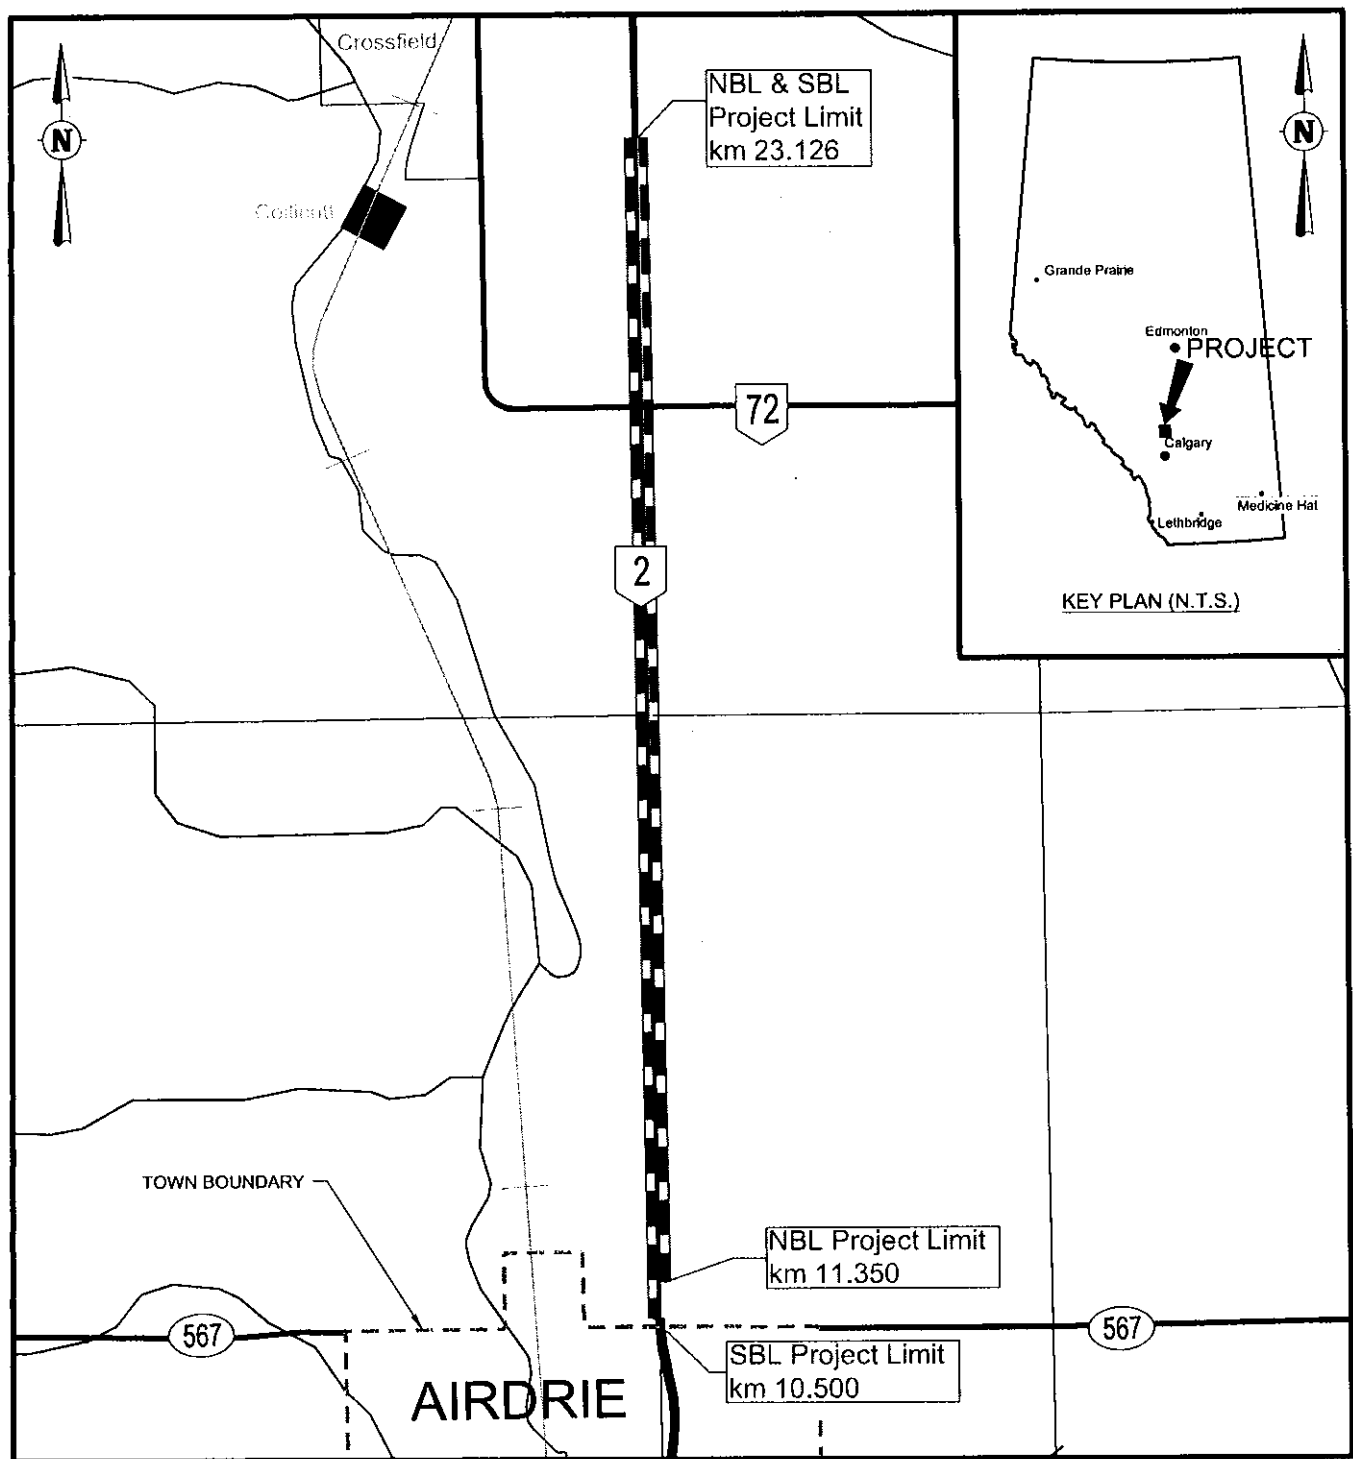 Crossfield
N
NBL & SBL
Project Limit
km 23.126
N
Collicutt
Grande Prairie
Edmonton
PROJECT
72
Calgary
Medicine Hat
Lethbridge
2
KEY PLAN (N.T.S.)
TOWN BOUNDARY
NBL Project Limit
km 11.350
567
567
SBL Project Limit
km 10.500
AIRDRIE